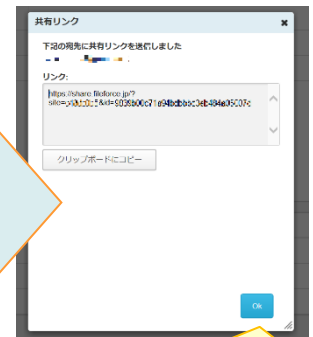 共有リンク
下記の宛先に共有リンクを送信しました
リンク:
https://share.fileforce.jp/?
クリップボードにコピー
Ok